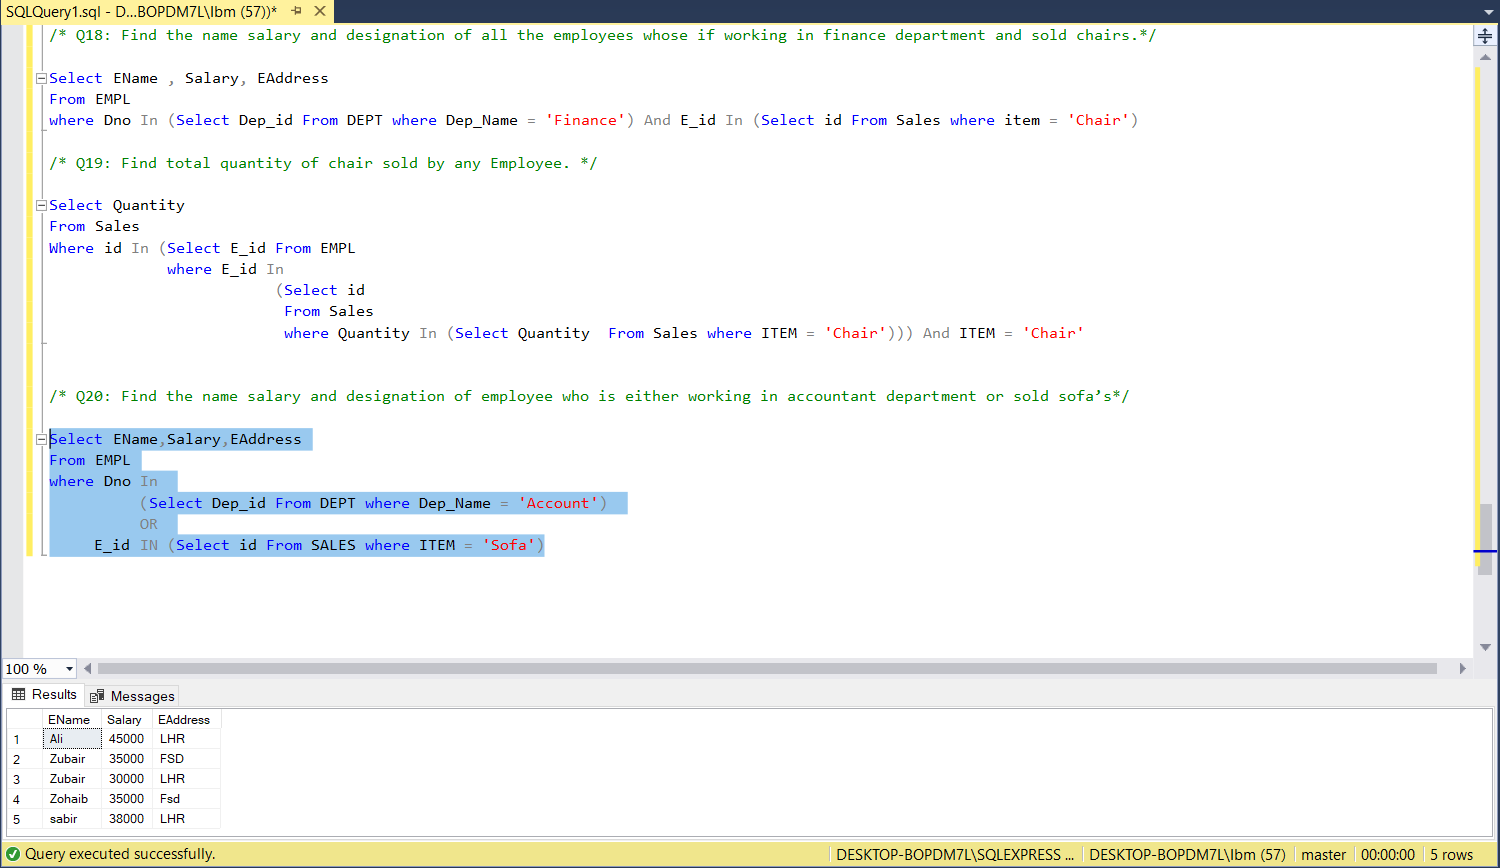 SQLQuery1.sql - D...BOPDM7L\Ibm (57))*
/* Q18: Find the name salary and designation of all the employees whose if working in finance department and sold chairs.*/
Select EName , Salary, EAddress
From EMPL
where Dno In (Select Dep_id From DEPT where Dep_Name = 'Finance') And E_id In (Select id From Sales where item = 'Chair')
/* Q19: Find total quantity of chair sold by any Employee. */
Select Quantity
From Sales
Where id In (Select E_id From EMPL
where E_id In
(Select id
From Sales
where Quantity In (Select Quantity From Sales where ITEM = 'Chair'))) And ITEM = 'Chair'
/* Q20: Find the name salary and designation of employee who is either working in accountant department or sold sofa’s*/
Select EName,Salary,EAddress
From EMPL
where Dno In
(Select Dep_id From DEPT where Dep_Name = 'Account')
OR
E_id IN (Select id From SALES where ITEM = 'Sofa')
100 %
Results Messages
EName Salary EAddress
1 Ali 45000 LHR
2 Zubair 35000 FSD
3 Zubair 30000 LHR
4 Zohaib 35000 Fsd
5 sabir 38000 LHR
Query executed successfully. DESKTOP-BOPDM7L\SQLEXPRESS ... DESKTOP-BOPDM7L\Ibm (57) master 00:00:00 5 rows